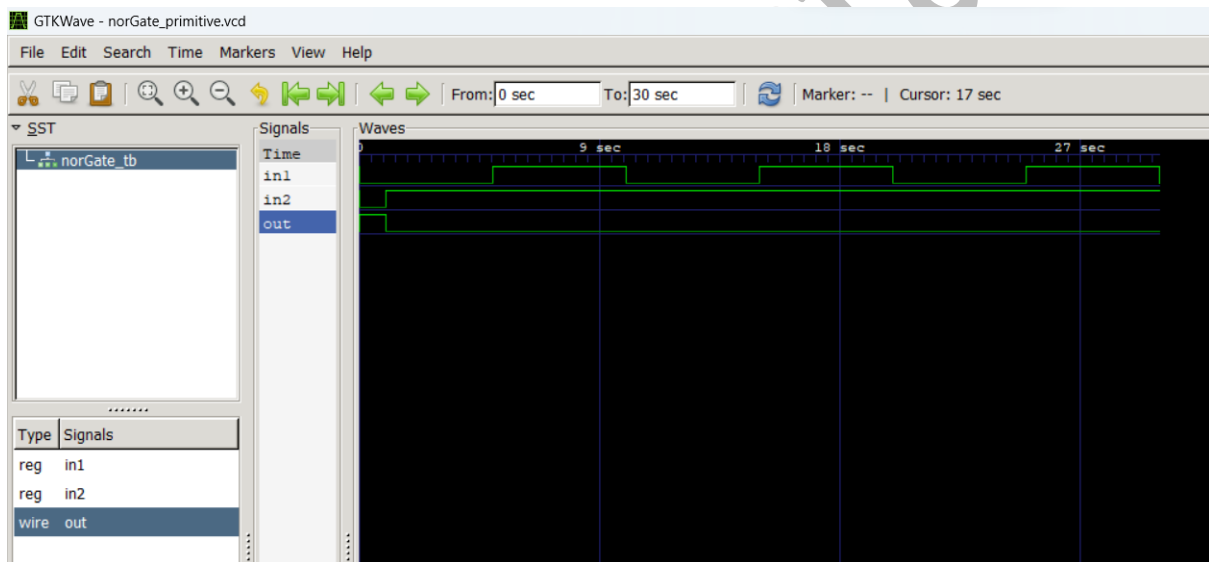 GTKWave - norGate_primitive.vcd
File Edit Search Time Markers View Help
From: 0 sec To: 30 sec Marker: -- | Cursor: 17 sec
SST
norGate_tb
Type Signals
reg in1
reg in2
wire out
Signals
Time
in1
in2
out
Waves
0 9 sec 18 sec 27 sec